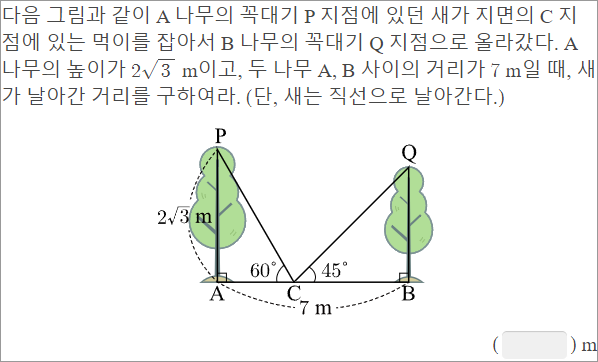 다음 그림과 같이 A 나무의 꼭대기 P 지점에 있던 새가 지면의 C 지
점에 있는 먹이를 잡아서 B 나무의 꼭대기 Q 지점으로 올라갔다. A
나무의 높이가 2√3 m이고, 두 나무 A, B 사이의 거리가 7 m일 때, 새
가 날아간 거리를 구하여라. (단, 새는 직선으로 날아간다.)
P
Q
2√3 m
60° 45°
A C B
7 m
( ) m